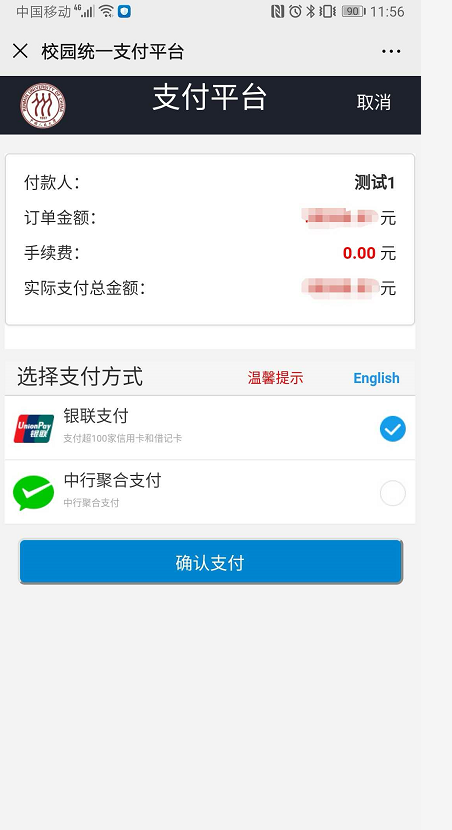 中国移动 4G 90 11:56
校园统一支付平台
支付平台 取消
付款人： 测试1
订单金额： 元
手续费： 0.00 元
实际支付总金额： 元
选择支付方式 温馨提示 English
UnionPay 银联 银联支付
支付超100家信用卡和借记卡
中行聚合支付
中行聚合支付
确认支付